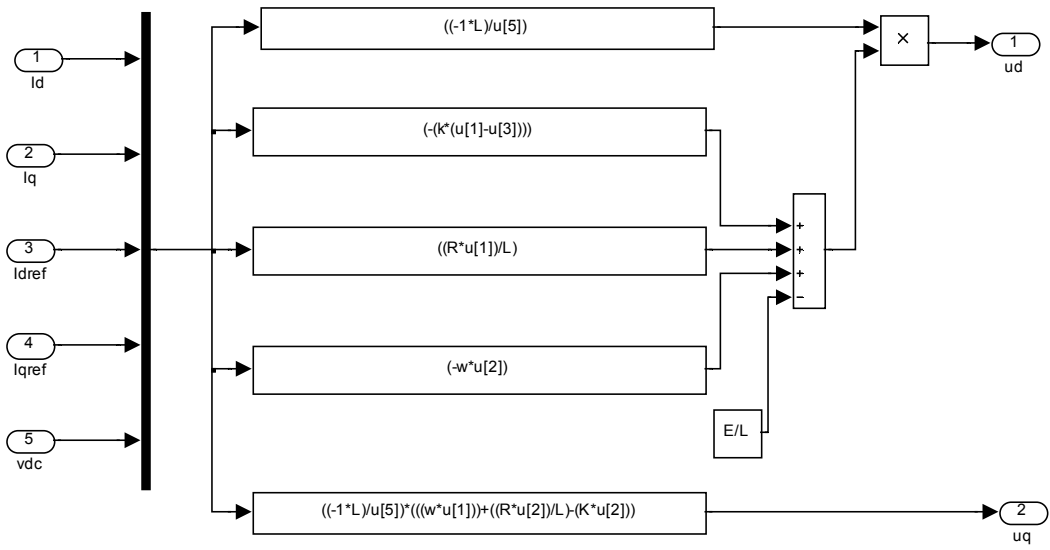 1
Id
2
Iq
3
Idref
4
Iqref
5
vdc
((-1*L)/u[5])
(-(k*(u[1]-u[3])))
((R*u[1])/L)
(-w*u[2])
E/L
((-1*L)/u[5])*(((w*u[1]))+((R*u[2])/L)-(K*u[2]))
+
+
+
−
×
1
ud
2
uq